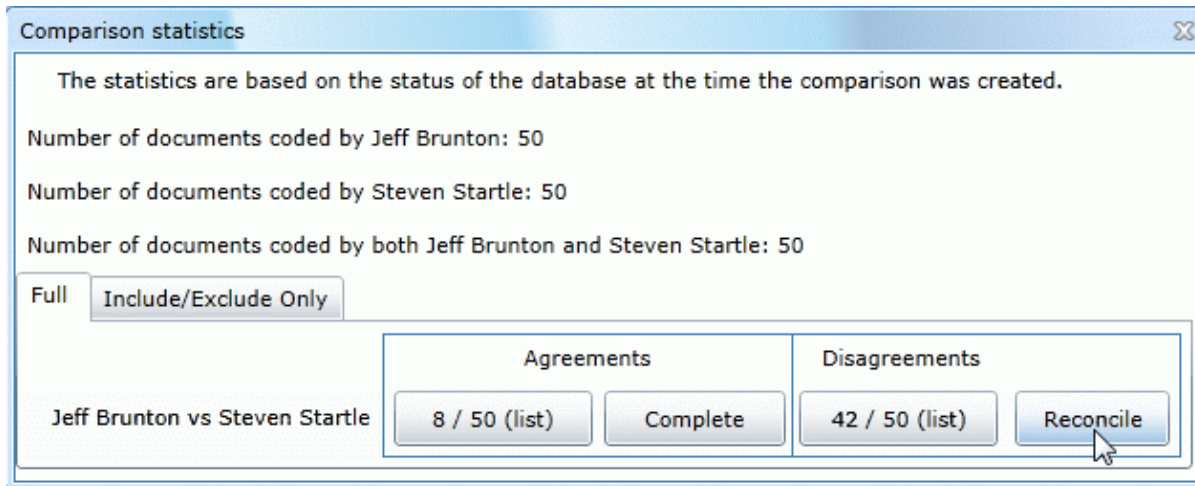 Comparison statistics
The statistics are based on the status of the database at the time the comparison was created.
Number of documents coded by Jeff Brunton: 50
Number of documents coded by Steven Startle: 50
Number of documents coded by both Jeff Brunton and Steven Startle: 50
Full Include/Exclude Only
Agreements Disagreements
Jeff Brunton vs Steven Startle 8 / 50 (list) Complete 42 / 50 (list) Reconcile